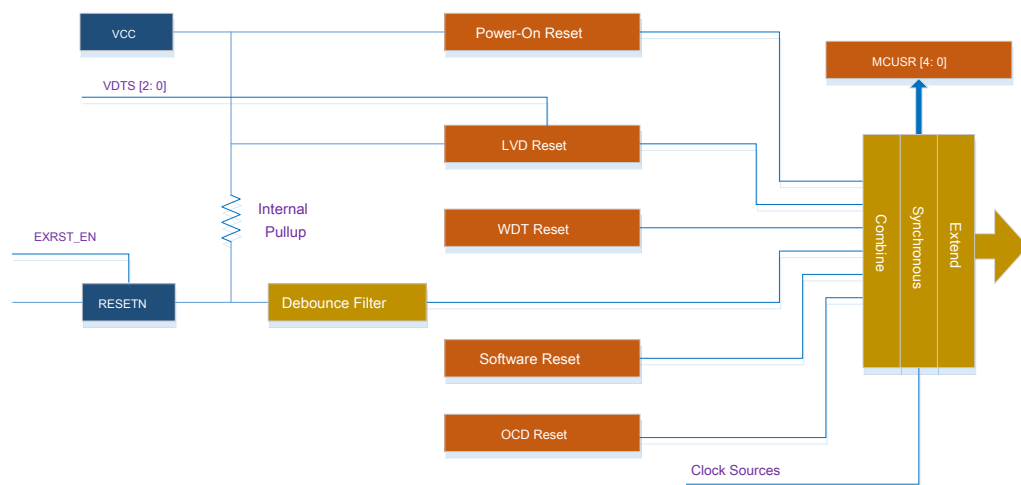 VCC
Power-On Reset
MCUSR [4: 0]
VDTS [2: 0]
LVD Reset
Internal
Pullup
WDT Reset
Combine
Synchronous
Extend
EXRST_EN
RESETN
Debounce Filter
Software Reset
OCD Reset
Clock Sources